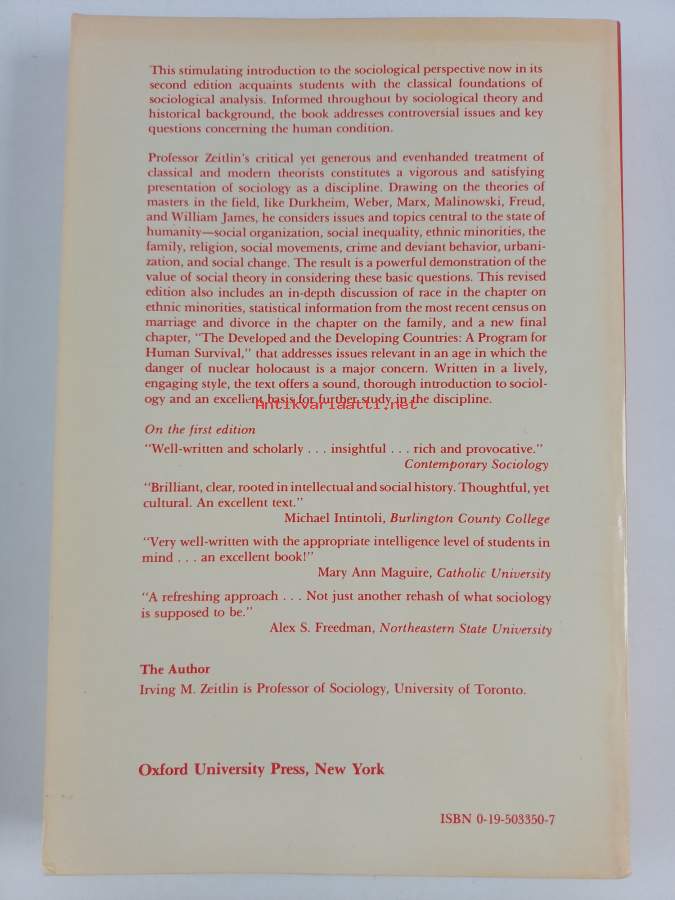 This stimulating introduction to the sociological perspective now in its
second edition acquaints students with the classical foundations of
sociological analysis. Informed throughout by sociological theory and
historical background, the book addresses controversial issues and key
questions concerning the human condition.
Professor Zeitlin's critical yet generous and evenhanded treatment of
classical and modern theorists constitutes a vigorous and satisfying
presentation of sociology as a discipline. Drawing on the theories of
masters in the field, like Durkheim, Weber, Marx, Malinowski, Freud,
and William James, he considers issues and topics central to the state of
humanity—social organization, social inequality, ethnic minorities, the
family, religion, social movements, crime and deviant behavior, urbani-
zation, and social change. The result is a powerful demonstration of the
value of social theory in considering these basic questions. This revised
edition also includes an in-depth discussion of race in the chapter on
ethnic minorities, statistical information from the most recent census on
marriage and divorce in the chapter on the family, and a new final
chapter, "The Developed and the Developing Countries: A Program for
Human Survival," that addresses issues relevant in an age in which the
danger of nuclear holocaust is a major concern. Written in a lively,
engaging style, the text offers a sound, thorough introduction to sociol-
ogy and an excellent basis for further study in the discipline.
Antikvariaatti.net
On the first edition
"Well-written and scholarly . . . insightful . . . rich and provocative."
Contemporary Sociology
"Brilliant, clear, rooted in intellectual and social history. Thoughtful, yet
cultural. An excellent text."
Michael Intintoli, Burlington County College
"Very well-written with the appropriate intelligence level of students in
mind . . . an excellent book!"
Mary Ann Maguire, Catholic University
"A refreshing approach . . . Not just another rehash of what sociology
is supposed to be."
Alex S. Freedman, Northeastern State University
The Author
Irving M. Zeitlin is Professor of Sociology, University of Toronto.
Oxford University Press, New York
ISBN 0-19-503350-7